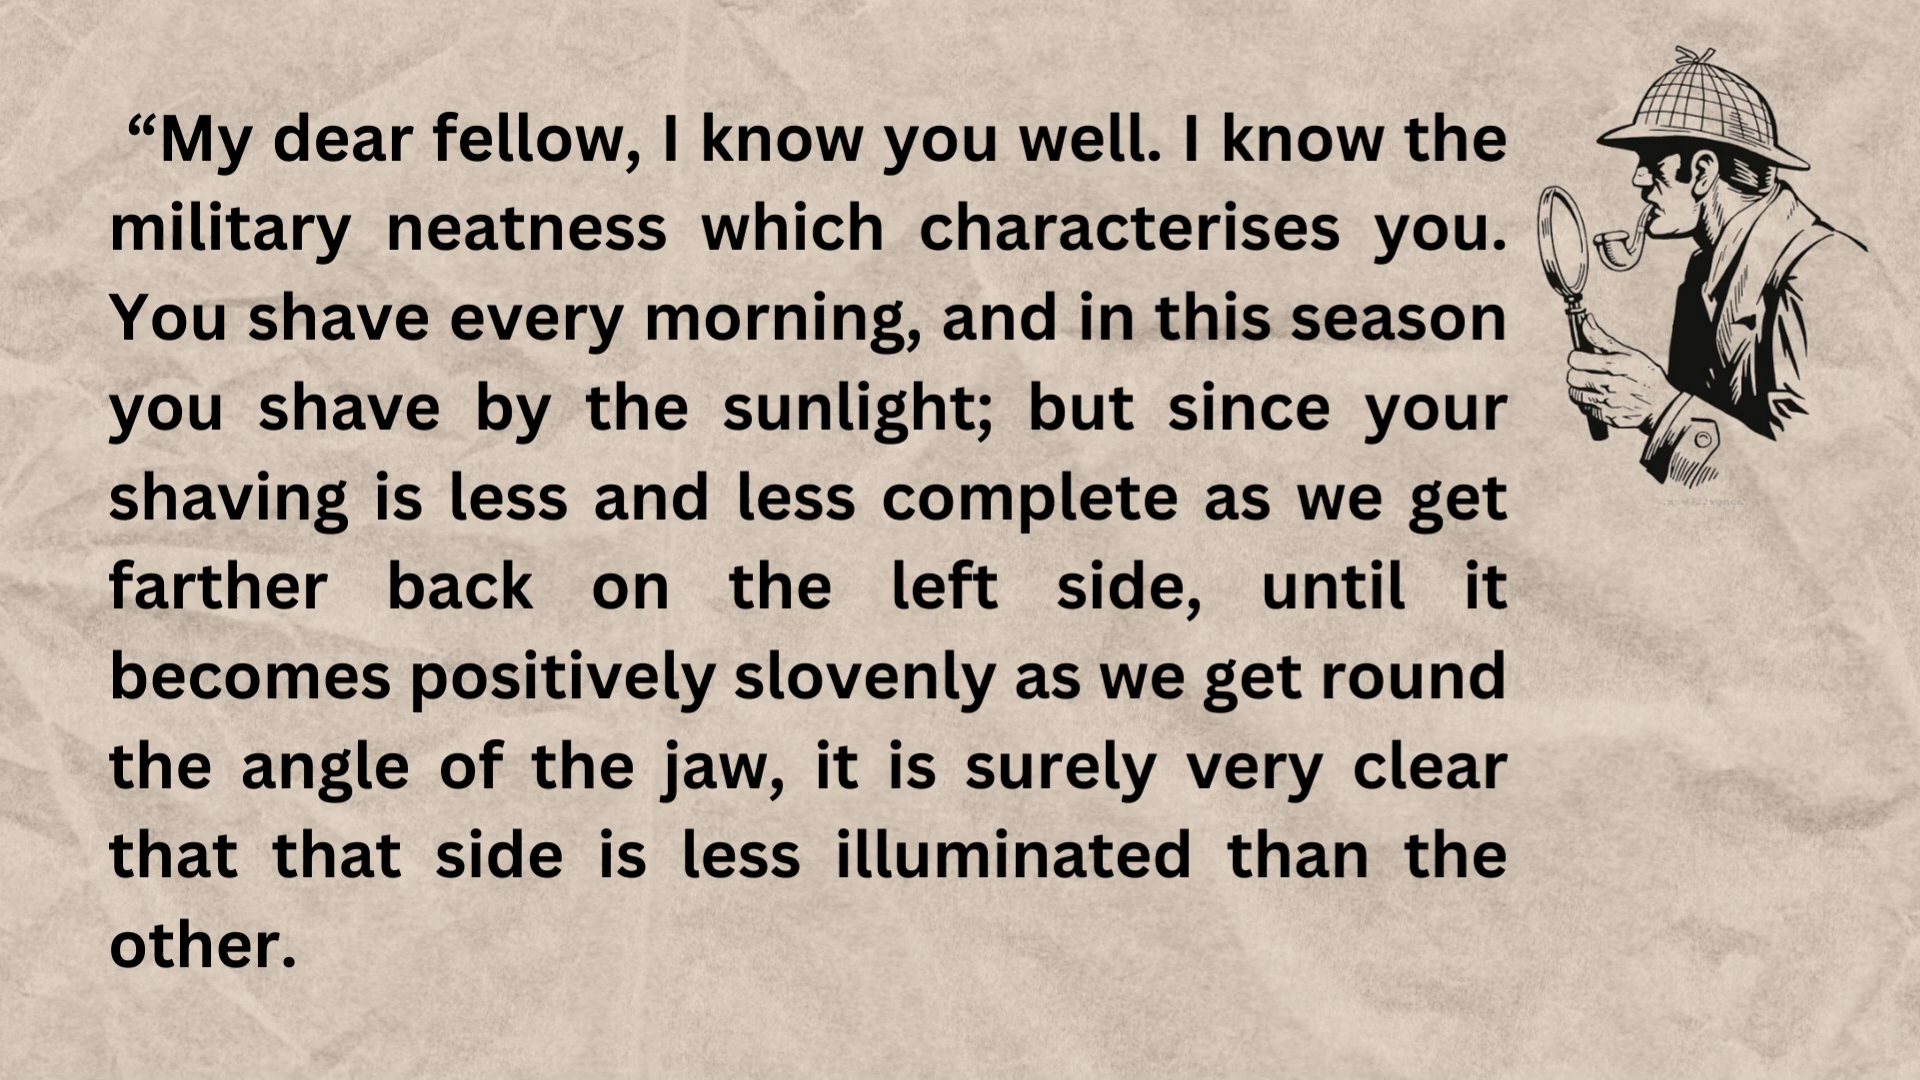 “My dear fellow, I know you well. I know the
military neatness which characterises you.
You shave every morning, and in this season
you shave by the sunlight; but since your
shaving is less and less complete as we get
farther back on the left side, until it
becomes positively slovenly as we get round
the angle of the jaw, it is surely very clear
that that side is less illuminated than the
other.